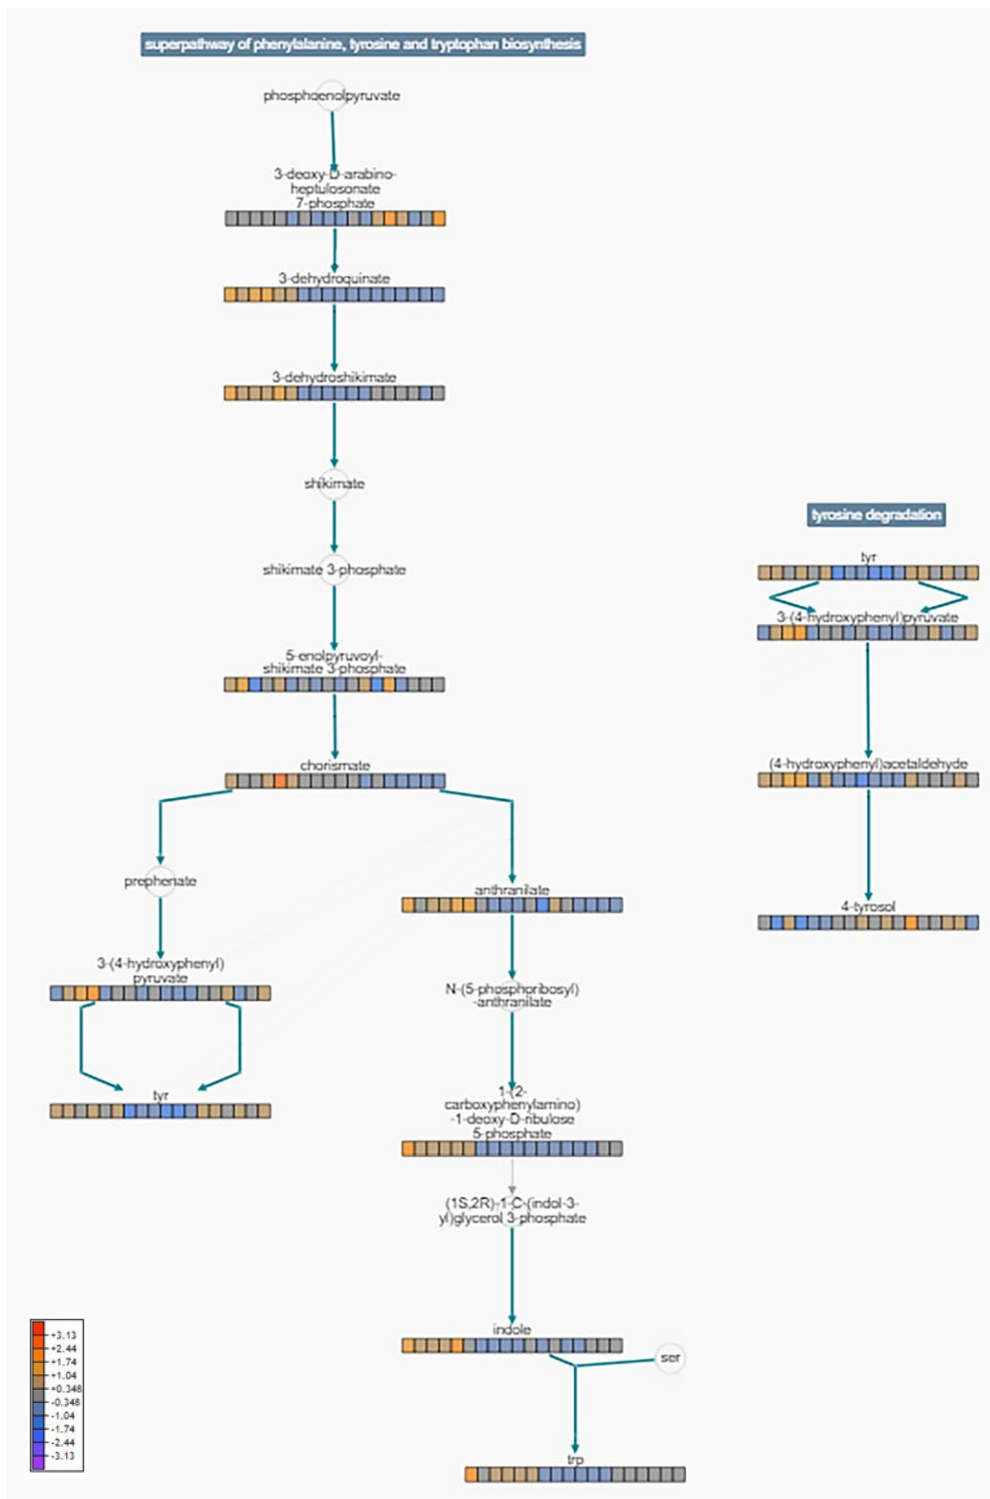 superpathway of phenylalanine, tyrosine and tryptophan biosynthesis
phosphoenolpyruvate
3-deoxy-D-arabino-
heptulosonate
7-phosphate
3-dehydroquinate
3-dehydroshikimate
shikimate
shikimate 3-phosphate
5-enolpyruvoyl-
shikimate 3-phosphate
chorismate
prephenate
3-(4-hydroxyphenyl)
pyruvate
tyr
anthranilate
N-(5-phosphoribosyl)
-anthranilate
1-(2-
carboxyphenylamino)
-1-deoxy-D-ribulose
5-phosphate
(1S,2R)-1-C-(indol-3-
yl)glycerol 3-phosphate
indole
ser
trp
tyrosine degradation
tyr
3-(4-hydroxyphenyl)pyruvate
(4-hydroxyphenyl)acetaldehyde
4-tyrosol
+3.13
+2.44
+1.74
+1.04
+0.348
-0.348
-1.04
-1.74
-2.44
-3.13